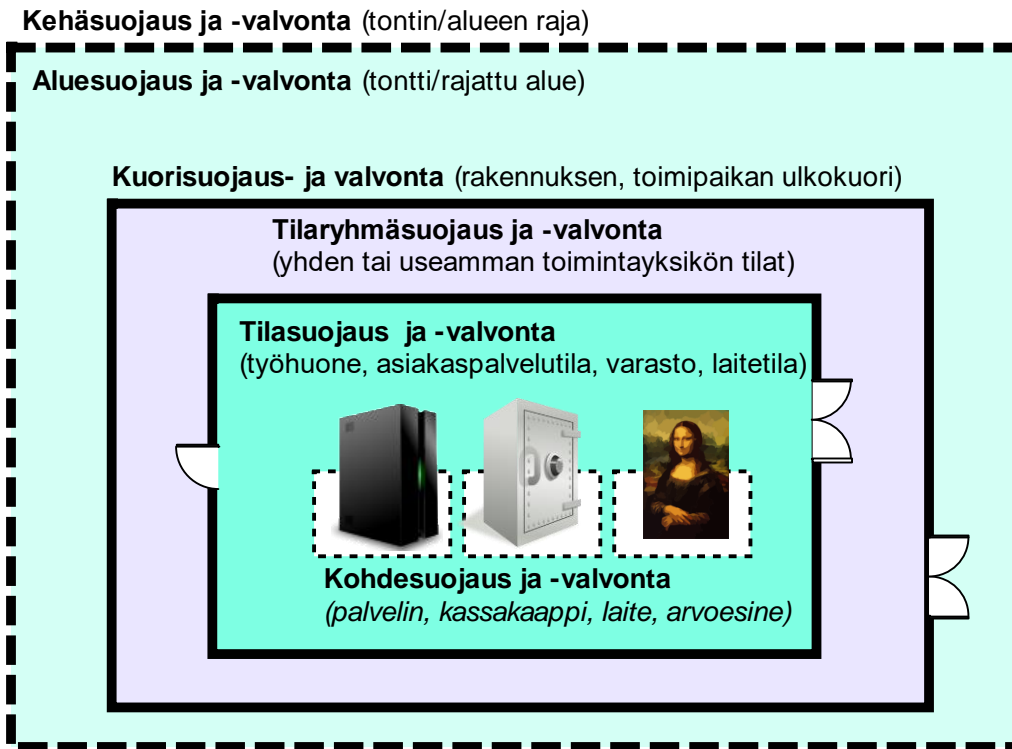 Kehäsuojaus ja -valvonta (tontin/alueen raja)
Aluesuojaus ja -valvonta (tontti/rajattu alue)
Kuorisuojaus- ja valvonta (rakennuksen, toimipaikan ulkokuori)
Tilaryhmäsuojaus ja -valvonta
(yhden tai useamman toimintayksikön tilat)
Tilasuojaus ja -valvonta
(työhuone, asiakaspalvelutila, varasto, laitetila)
Kohdesuojaus ja -valvonta
(palvelin, kassakaappi, laite, arvoesine)